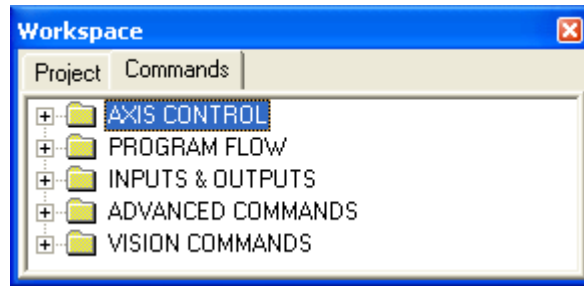 Workspace
Project Commands
AXIS CONTROL
PROGRAM FLOW
INPUTS & OUTPUTS
ADVANCED COMMANDS
VISION COMMANDS